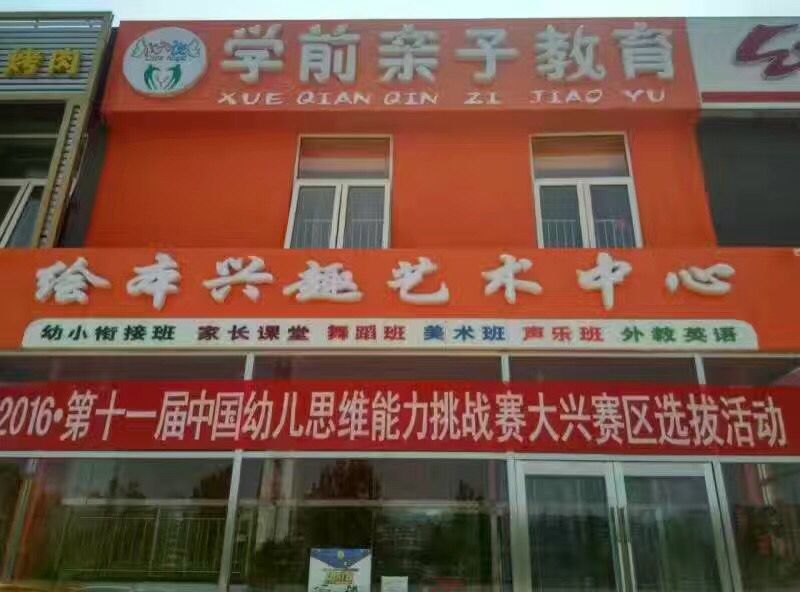 学前亲子教育
XUE QIAN QIN ZI JIAO YU
烤肉
绘本兴趣艺术中心
幼小衔接班 家长课堂 舞蹈班 美术班 声乐班 外教英语
2016·第十一届中国幼儿思维能力挑战赛大兴赛区选拔活动